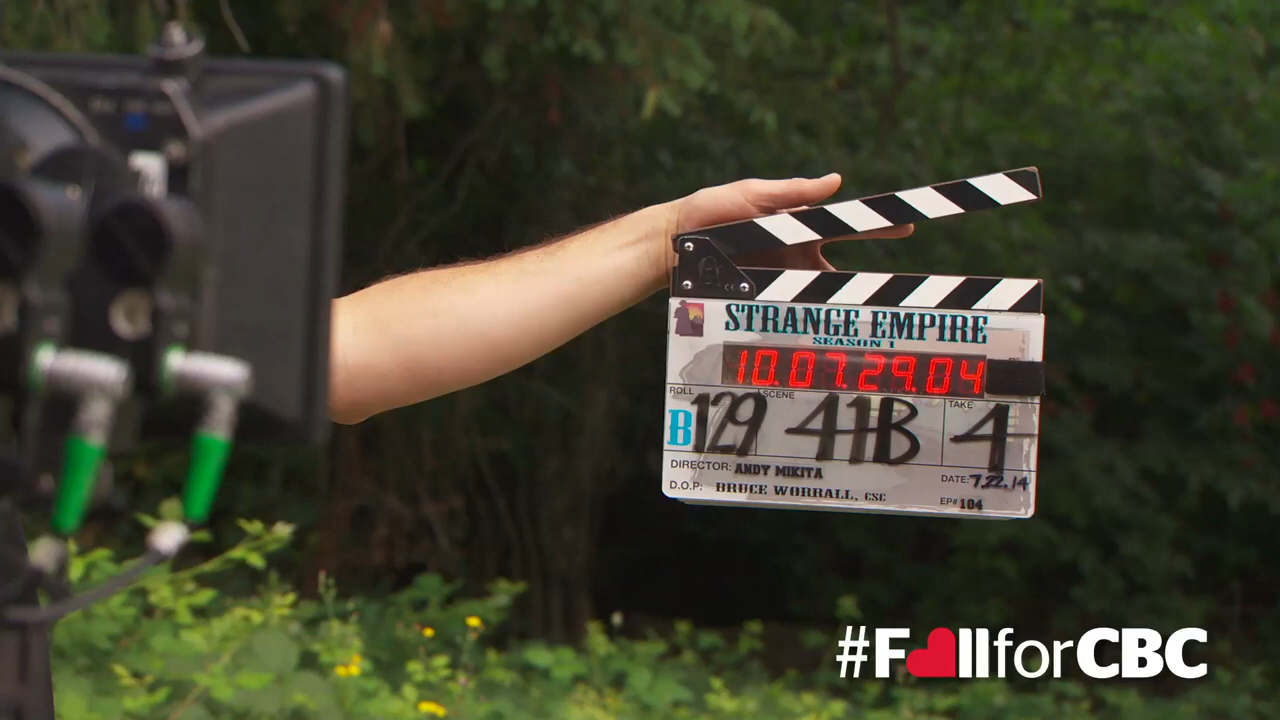 STRANGE EMPIRE
SEASON 1
10.07.29.04
ROLL SCENE TAKE
B 129 41B 4
DIRECTOR: ANDY MIKITA
DATE: 7.22.14
D.O.P: BRUCE WORRALL, CSC
EP# 104
#FallforCBC